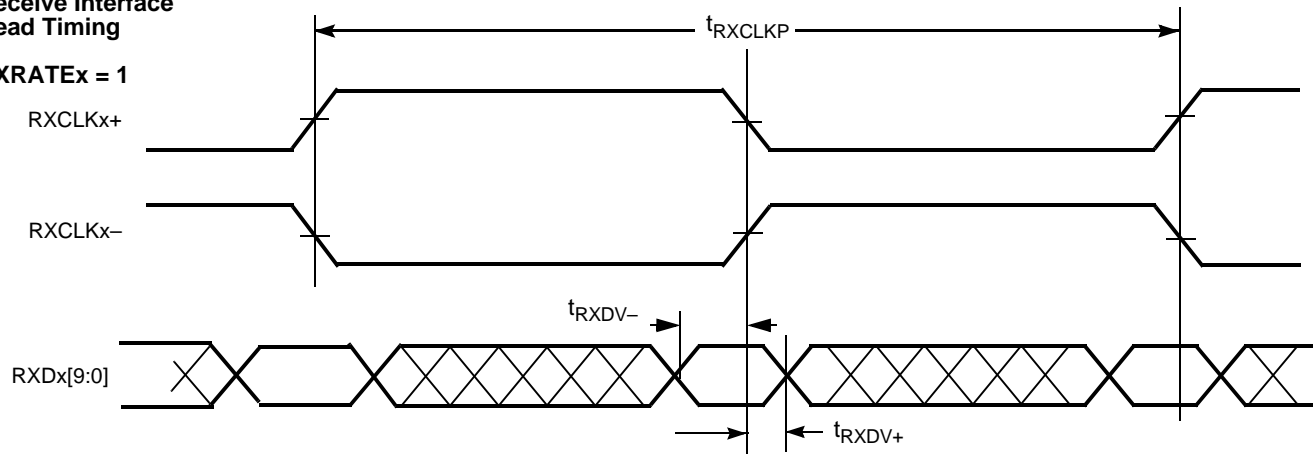 eceive Interface
ead Timing
XRATEx = 1
tRXCLKP
RXCLKx+
RXCLKx–
tRXDV–
RXDx[9:0]
tRXDV+